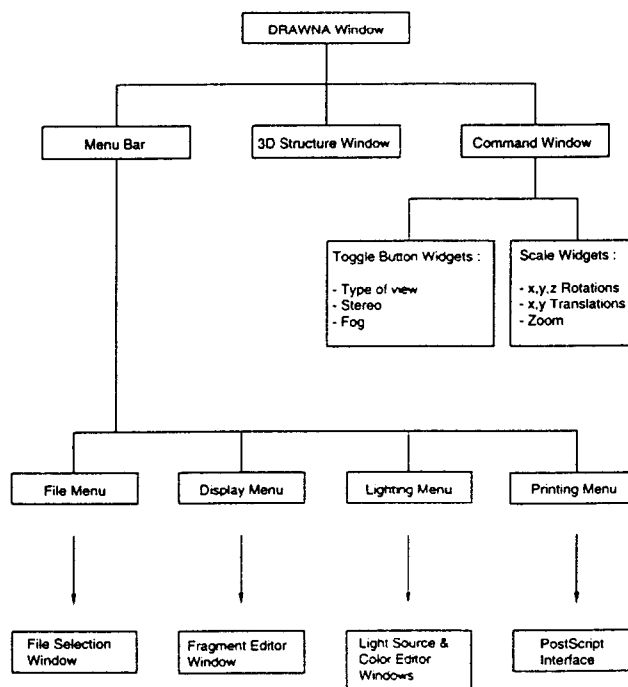 DRAWNA Window
Menu Bar
3D Structure Window
Command Window
Toggle Button Widgets :
- Type of view
- Stereo
- Fog
Scale Widgets :
- x,y,z Rotations
- x,y Translations
- Zoom
File Menu
Display Menu
Lighting Menu
Printing Menu
File Selection
Window
Fragment Editor
Window
Light Source &
Color Editor
Windows
PostScript
Interface